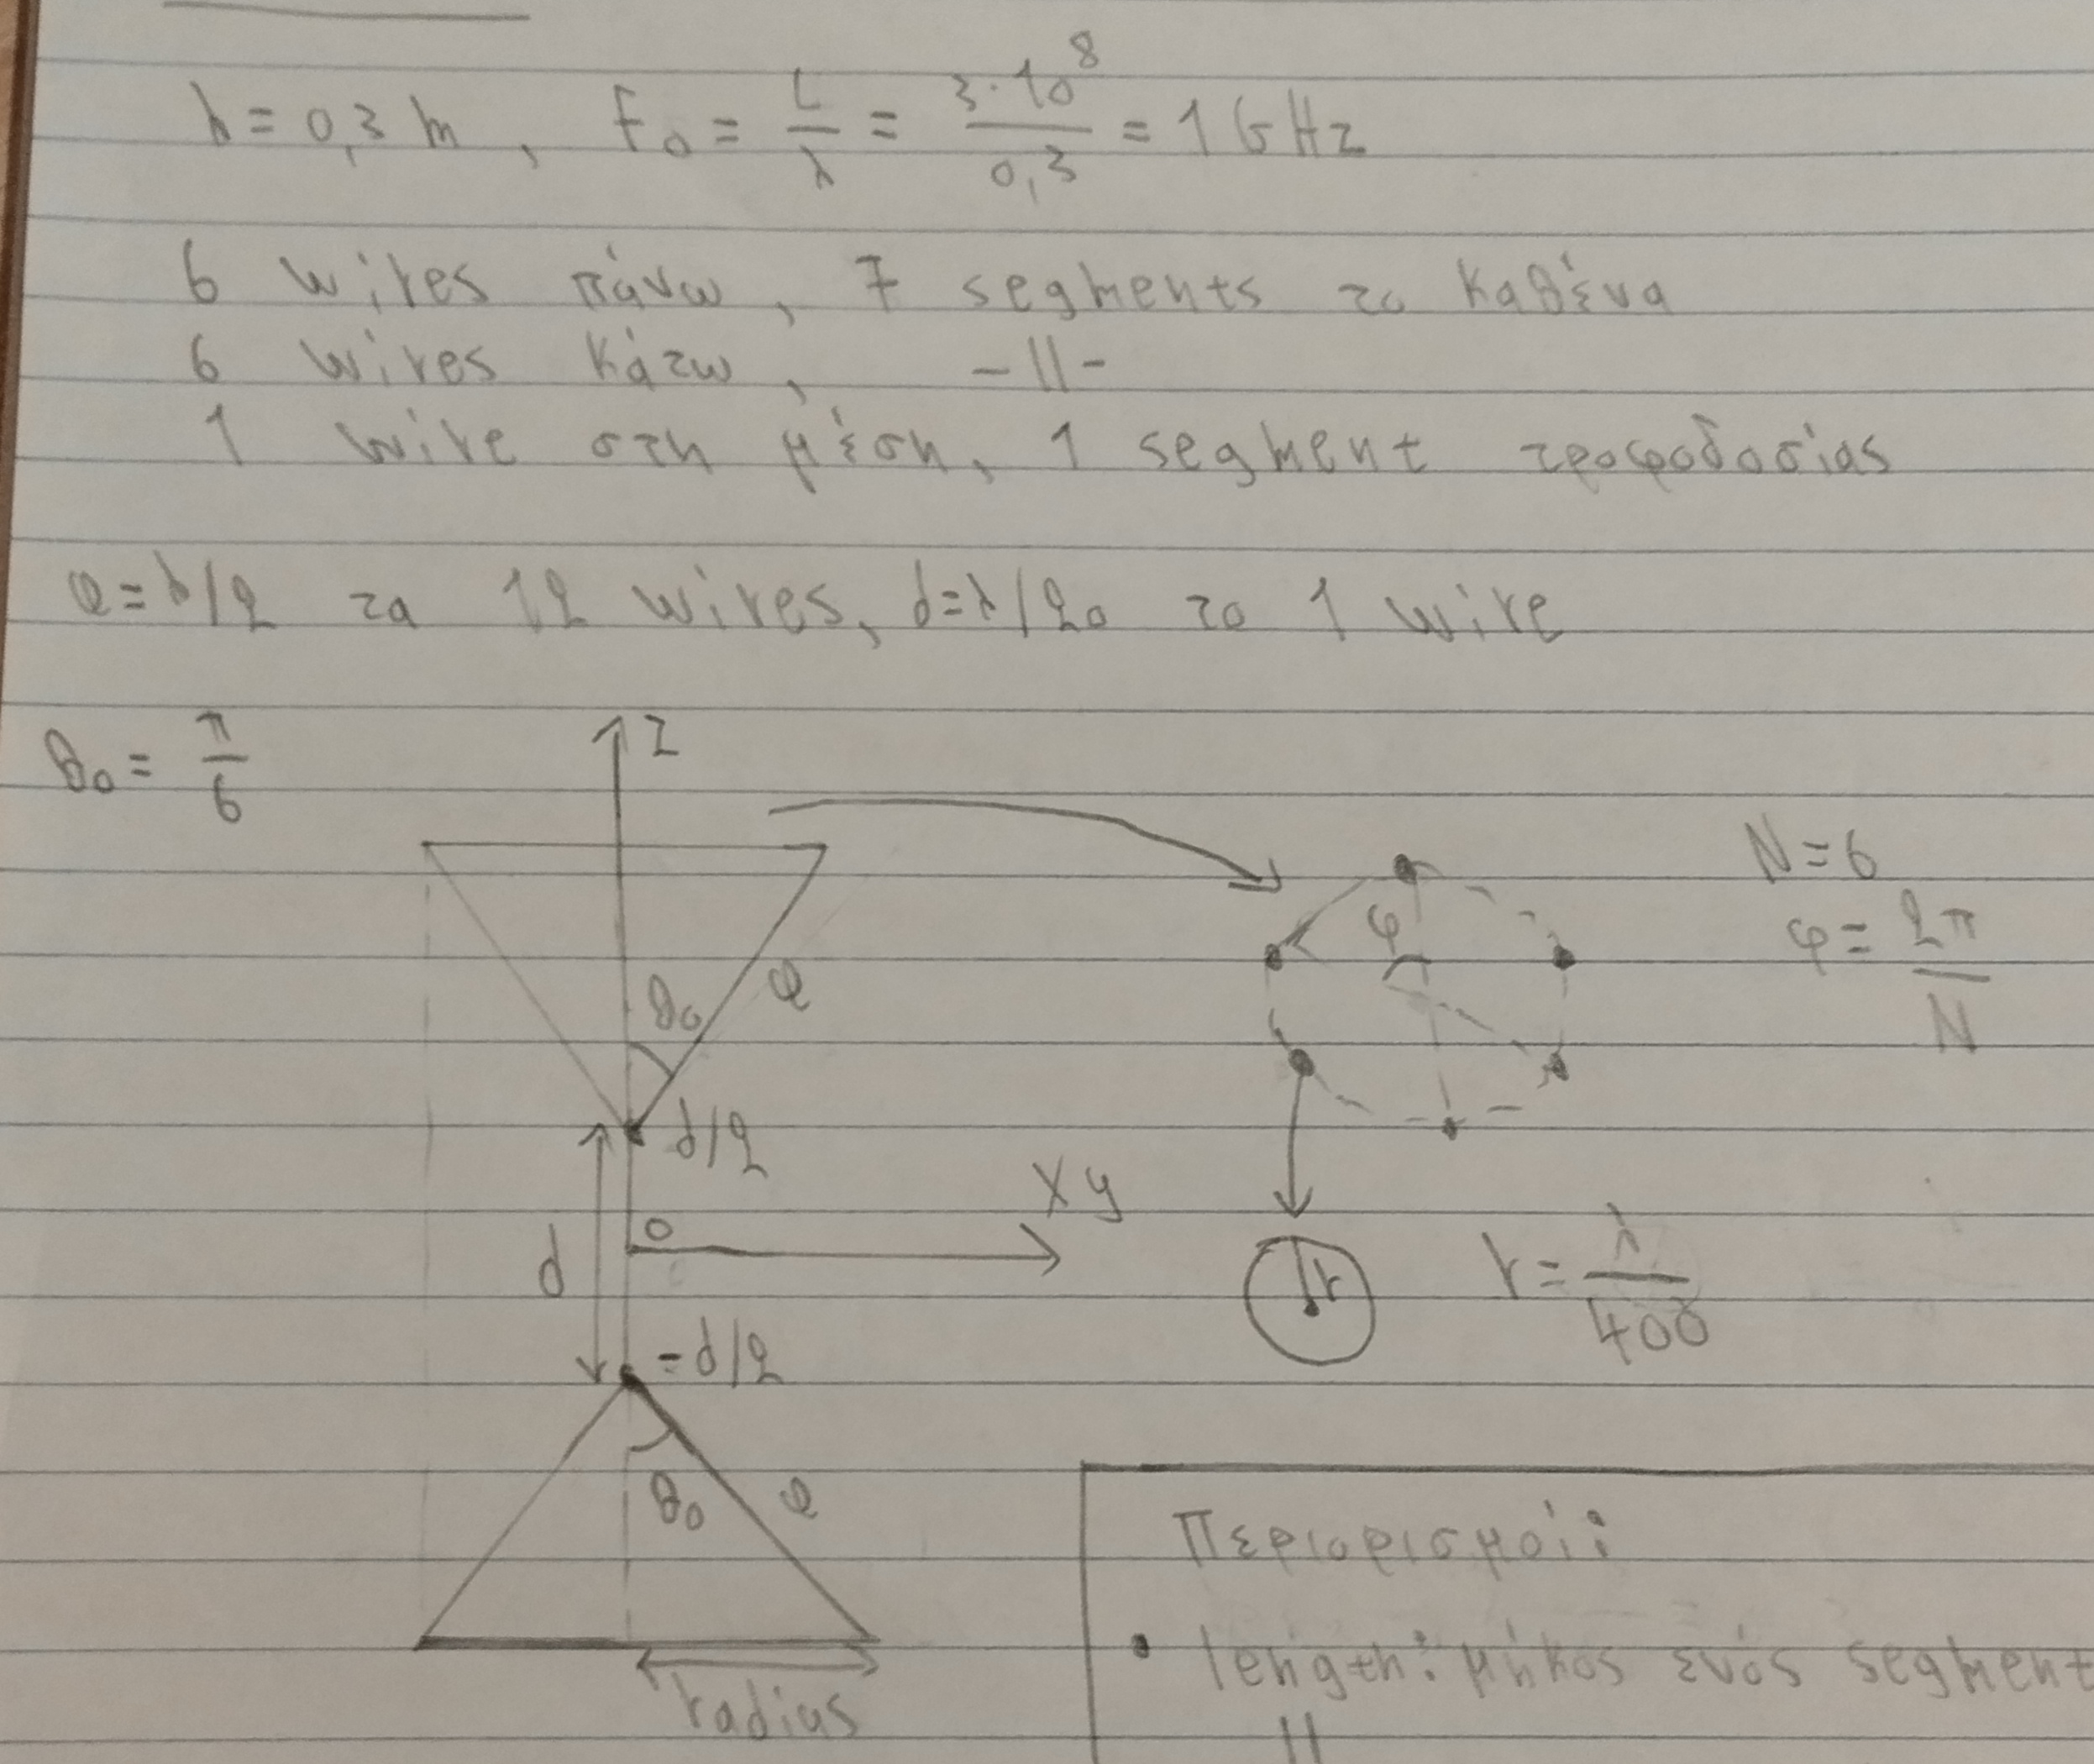 λ = 0,3 m, f₀ = c/λ = 3·10⁸/0,3 = 1 GHz
6 wires πάνω, 7 segments το καθένα
6 wires κάτω, -||-
1 wire στη μέση, 1 segment τροφοδοσίας
ℓ=λ/2 τα 12 wires, d=λ/20 το 1 wire
θ₀ = π/6
z
N=6
φ = 2π/N
φ
θ₀
ℓ
d/2
xy
0
d
r
r = λ/400
-d/2
θ₀
ℓ
radius
Περιορισμοί:
• length: μήκος ενός segment